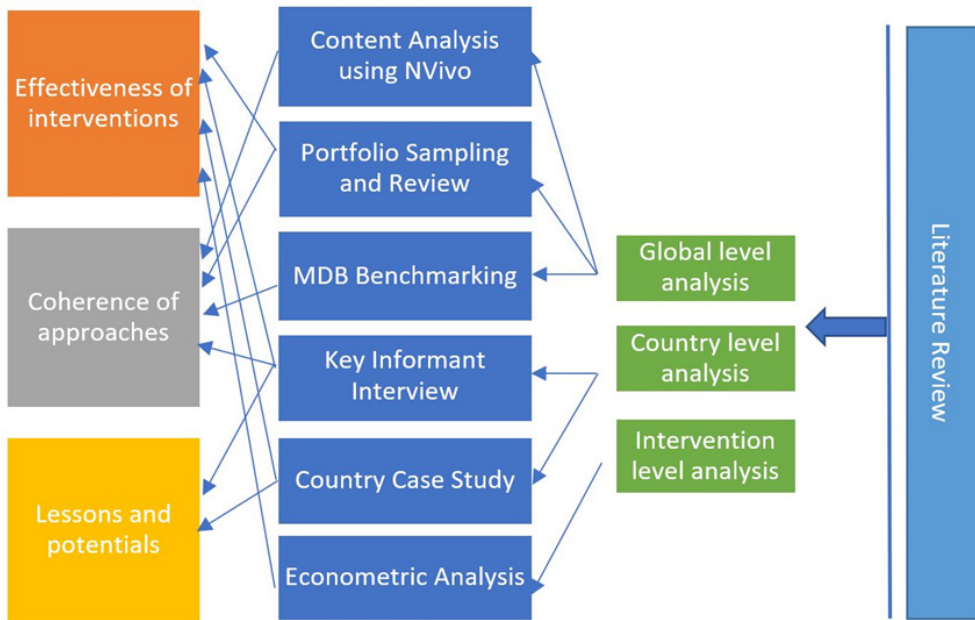 Effectiveness of
interventions
Coherence of
approaches
Lessons and
potentials
Content Analysis
using NVivo
Portfolio Sampling
and Review
MDB Benchmarking
Key Informant
Interview
Country Case Study
Econometric Analysis
Global level
analysis
Country level
analysis
Intervention
level analysis
Literature Review